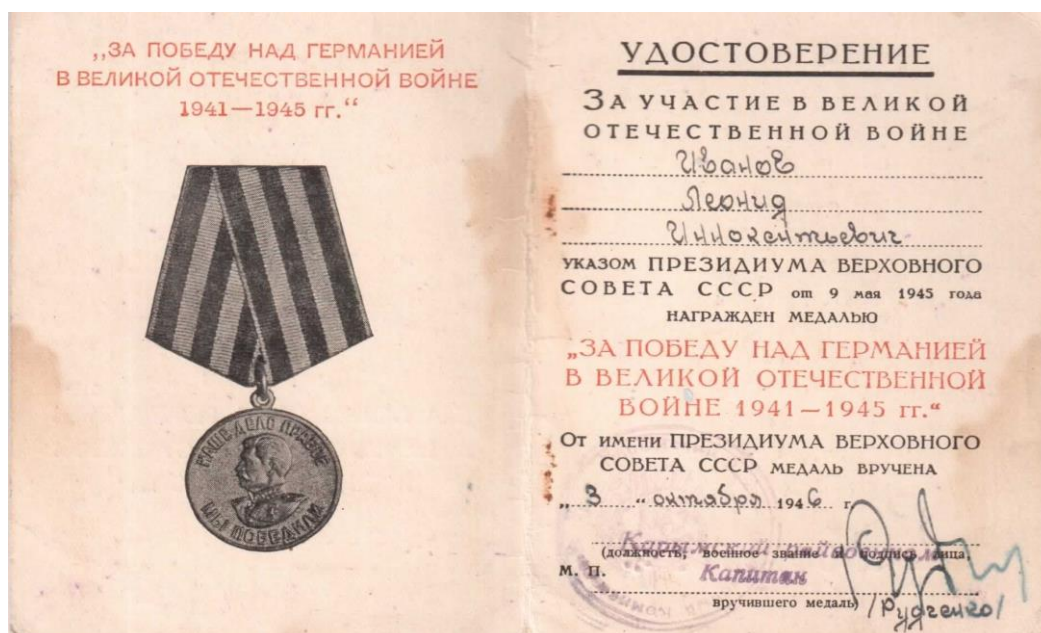 „ЗА ПОБЕДУ НАД ГЕРМАНИЕЙ
В ВЕЛИКОЙ ОТЕЧЕСТВЕННОЙ ВОЙНЕ
1941—1945 гг.“
НАШЕ ДЕЛО ПРАВОЕ
МЫ ПОБЕДИЛИ
УДОСТОВЕРЕНИЕ
ЗА УЧАСТИЕ В ВЕЛИКОЙ
ОТЕЧЕСТВЕННОЙ ВОЙНЕ
Иванов
Леонид
Иннокентьевич
УКАЗОМ ПРЕЗИДИУМА ВЕРХОВНОГО
СОВЕТА СССР от 9 мая 1945 года
НАГРАЖДЕН МЕДАЛЬЮ
„ЗА ПОБЕДУ НАД ГЕРМАНИЕЙ
В ВЕЛИКОЙ ОТЕЧЕСТВЕННОЙ
ВОЙНЕ 1941—1945 гг.“
ОТ ИМЕНИ ПРЕЗИДИУМА ВЕРХОВНОГО
СОВЕТА СССР МЕДАЛЬ ВРУЧЕНА
„3“ октября 1946 г.
Карымский райвоенком
(должность, военное звание и подпись лица,
М. П. Капитан
вручившего медаль) /Рудченко/